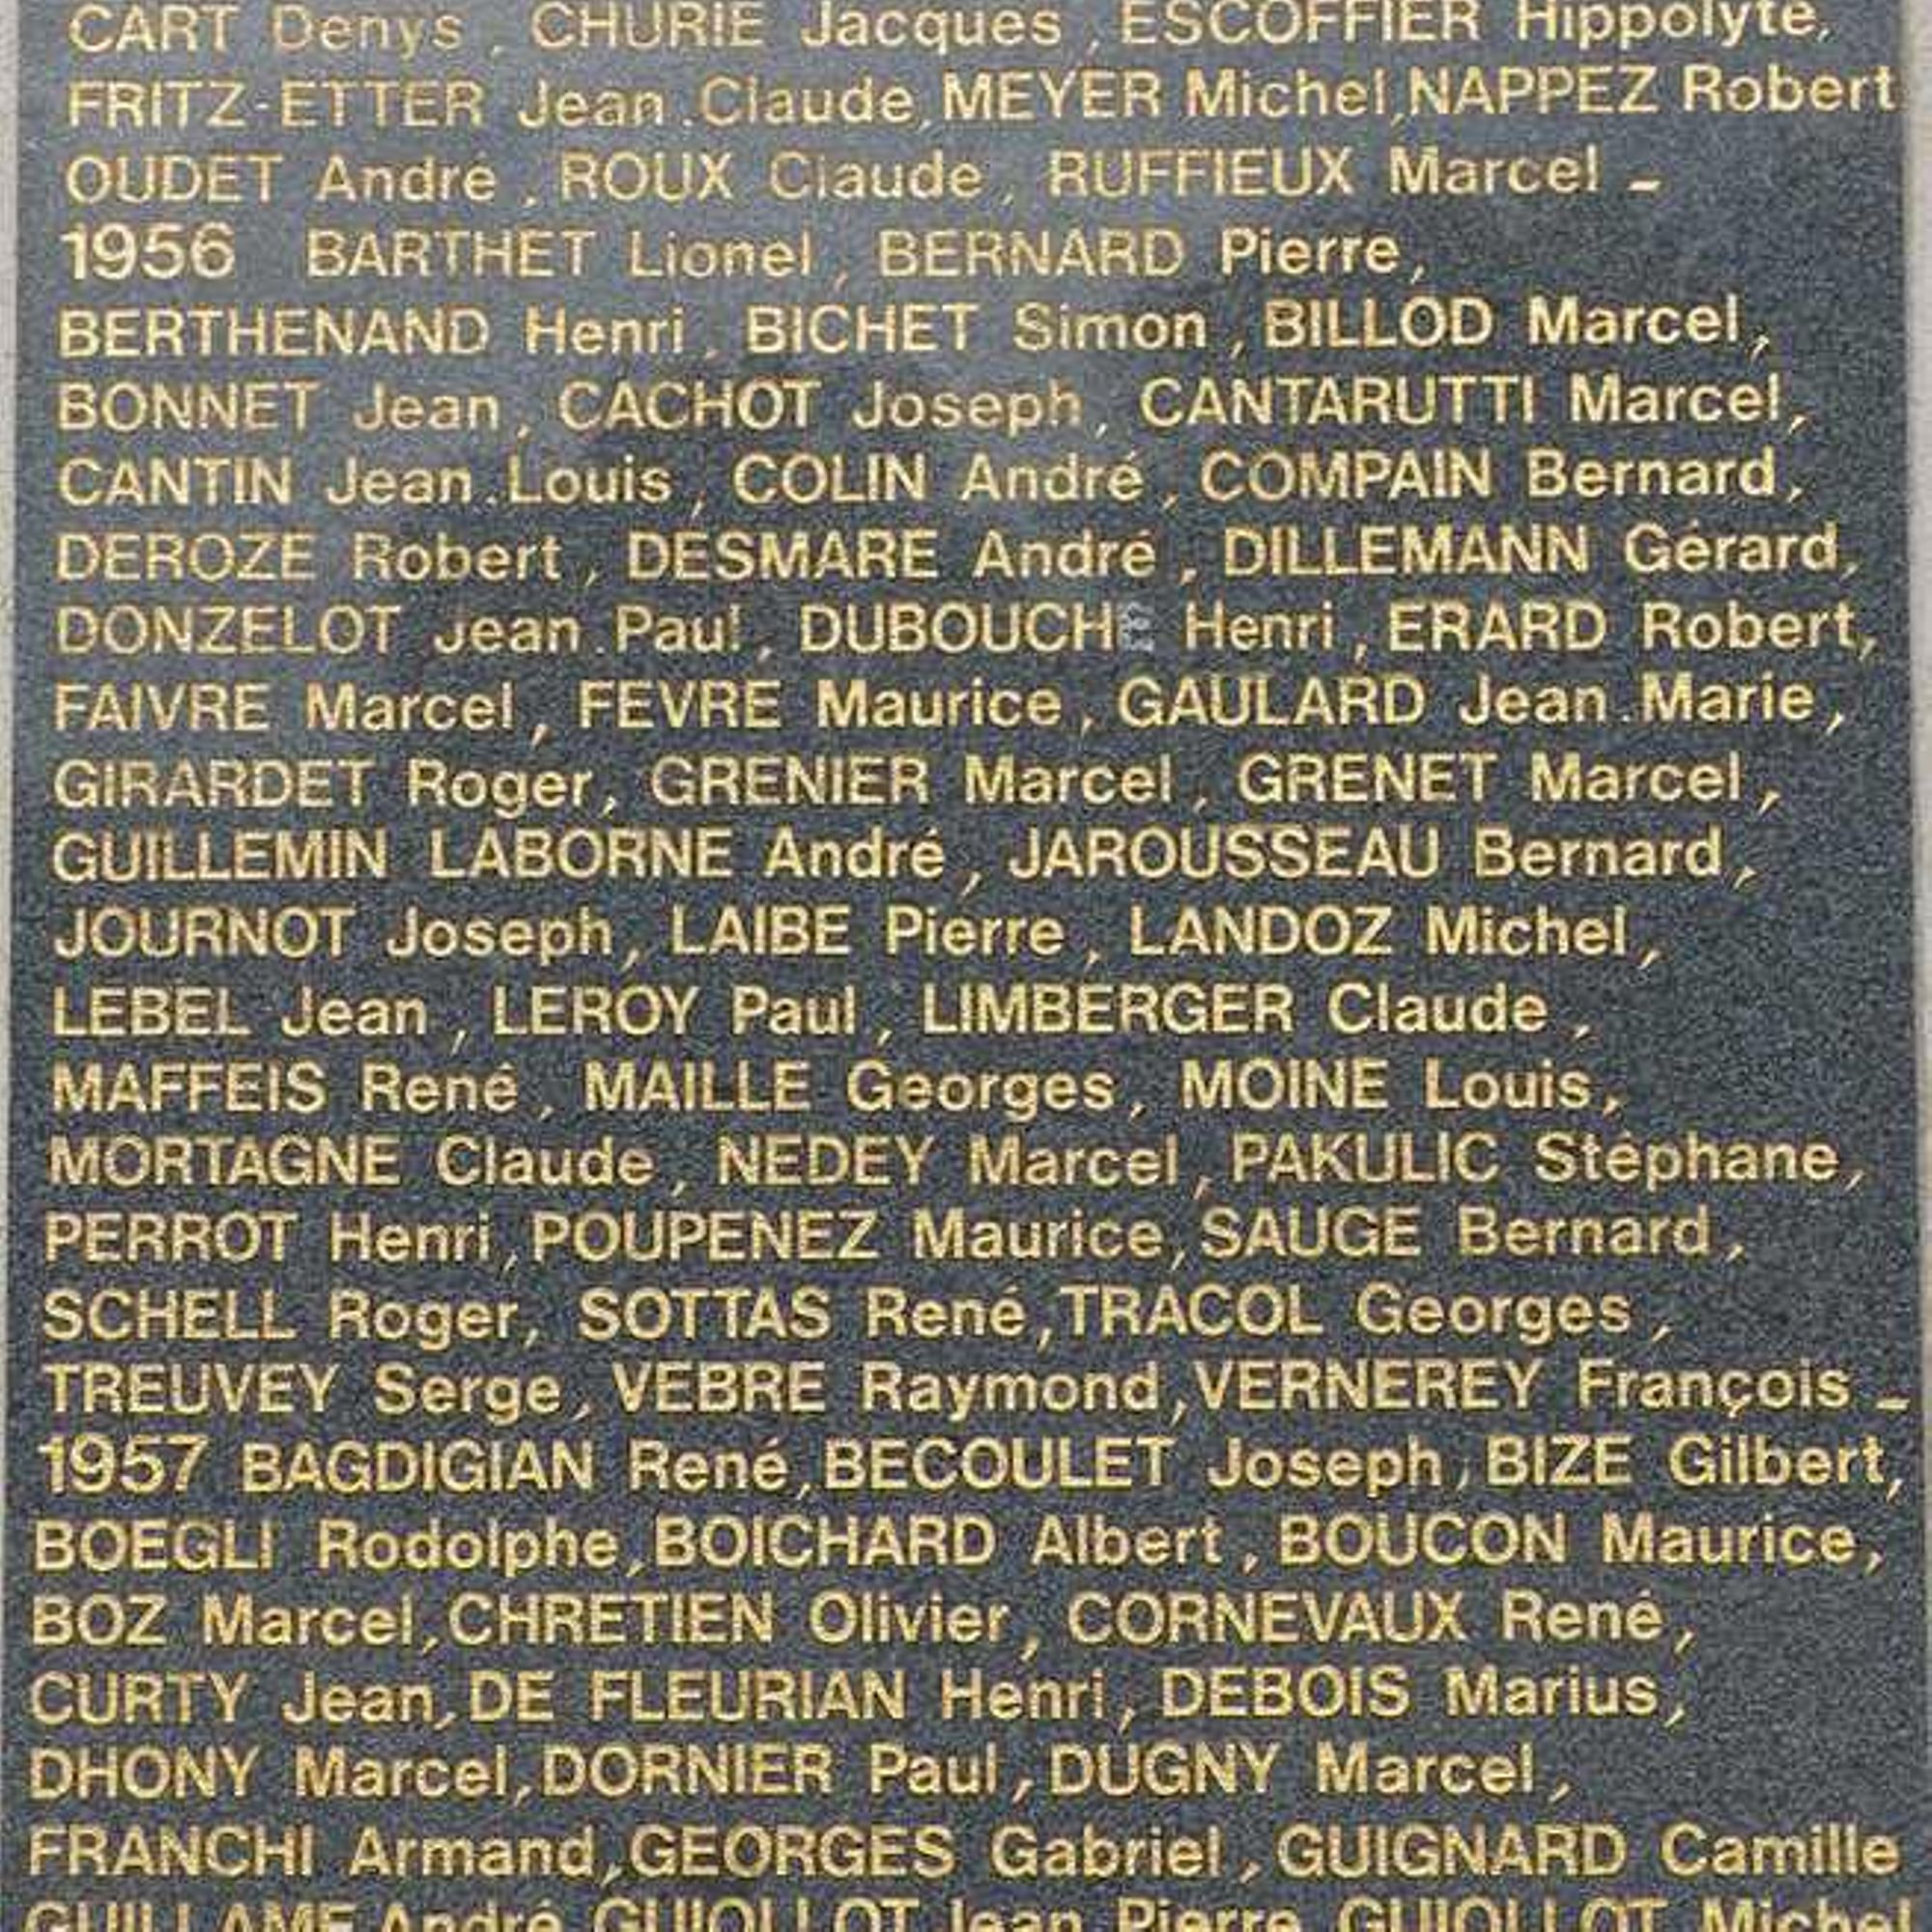 CART Denys , CHURIE Jacques , ESCOFFIER Hippolyte,
FRITZ-ETTER Jean.Claude, MEYER Michel, NAPPEZ Robert
OUDET André , ROUX Claude , RUFFIEUX Marcel –
1956 BARTHET Lionel , BERNARD Pierre,
BERTHENAND Henri , BICHET Simon , BILLOD Marcel,
BONNET Jean , CACHOT Joseph , CANTARUTTI Marcel,
CANTIN Jean.Louis , COLIN André , COMPAIN Bernard,
DEROZE Robert , DESMARE André , DILLEMANN Gérard,
DONZELOT Jean.Paul , DUBOUCHE Henri , ERARD Robert,
FAIVRE Marcel , FEVRE Maurice , GAULARD Jean.Marie,
GIRARDET Roger, GRENIER Marcel , GRENET Marcel,
GUILLEMIN LABORNE André , JAROUSSEAU Bernard,
JOURNOT Joseph, LAIBE Pierre , LANDOZ Michel,
LEBEL Jean , LEROY Paul , LIMBERGER Claude ,
MAFFEIS René , MAILLE Georges, MOINE Louis,
MORTAGNE Claude , NEDEY Marcel , PAKULIC Stéphane,
PERROT Henri, POUPENEZ Maurice, SAUGE Bernard ,
SCHELL Roger, SOTTAS René, TRACOL Georges ,
TREUVEY Serge, VEBRE Raymond, VERNEREY François –
1957 BAGDIGIAN René, BECOULET Joseph, BIZE Gilbert,
BOEGLI Rodolphe, BOICHARD Albert , BOUCON Maurice,
BOZ Marcel, CHRETIEN Olivier, CORNEVAUX René,
CURTY Jean, DE FLEURIAN Henri, DEBOIS Marius,
DHONY Marcel, DORNIER Paul , DUGNY Marcel,
FRANCHI Armand, GEORGES Gabriel , GUIGNARD Camille
GUILLAME André GUIOLLOT Jean Pierre GUIOLLOT Michel